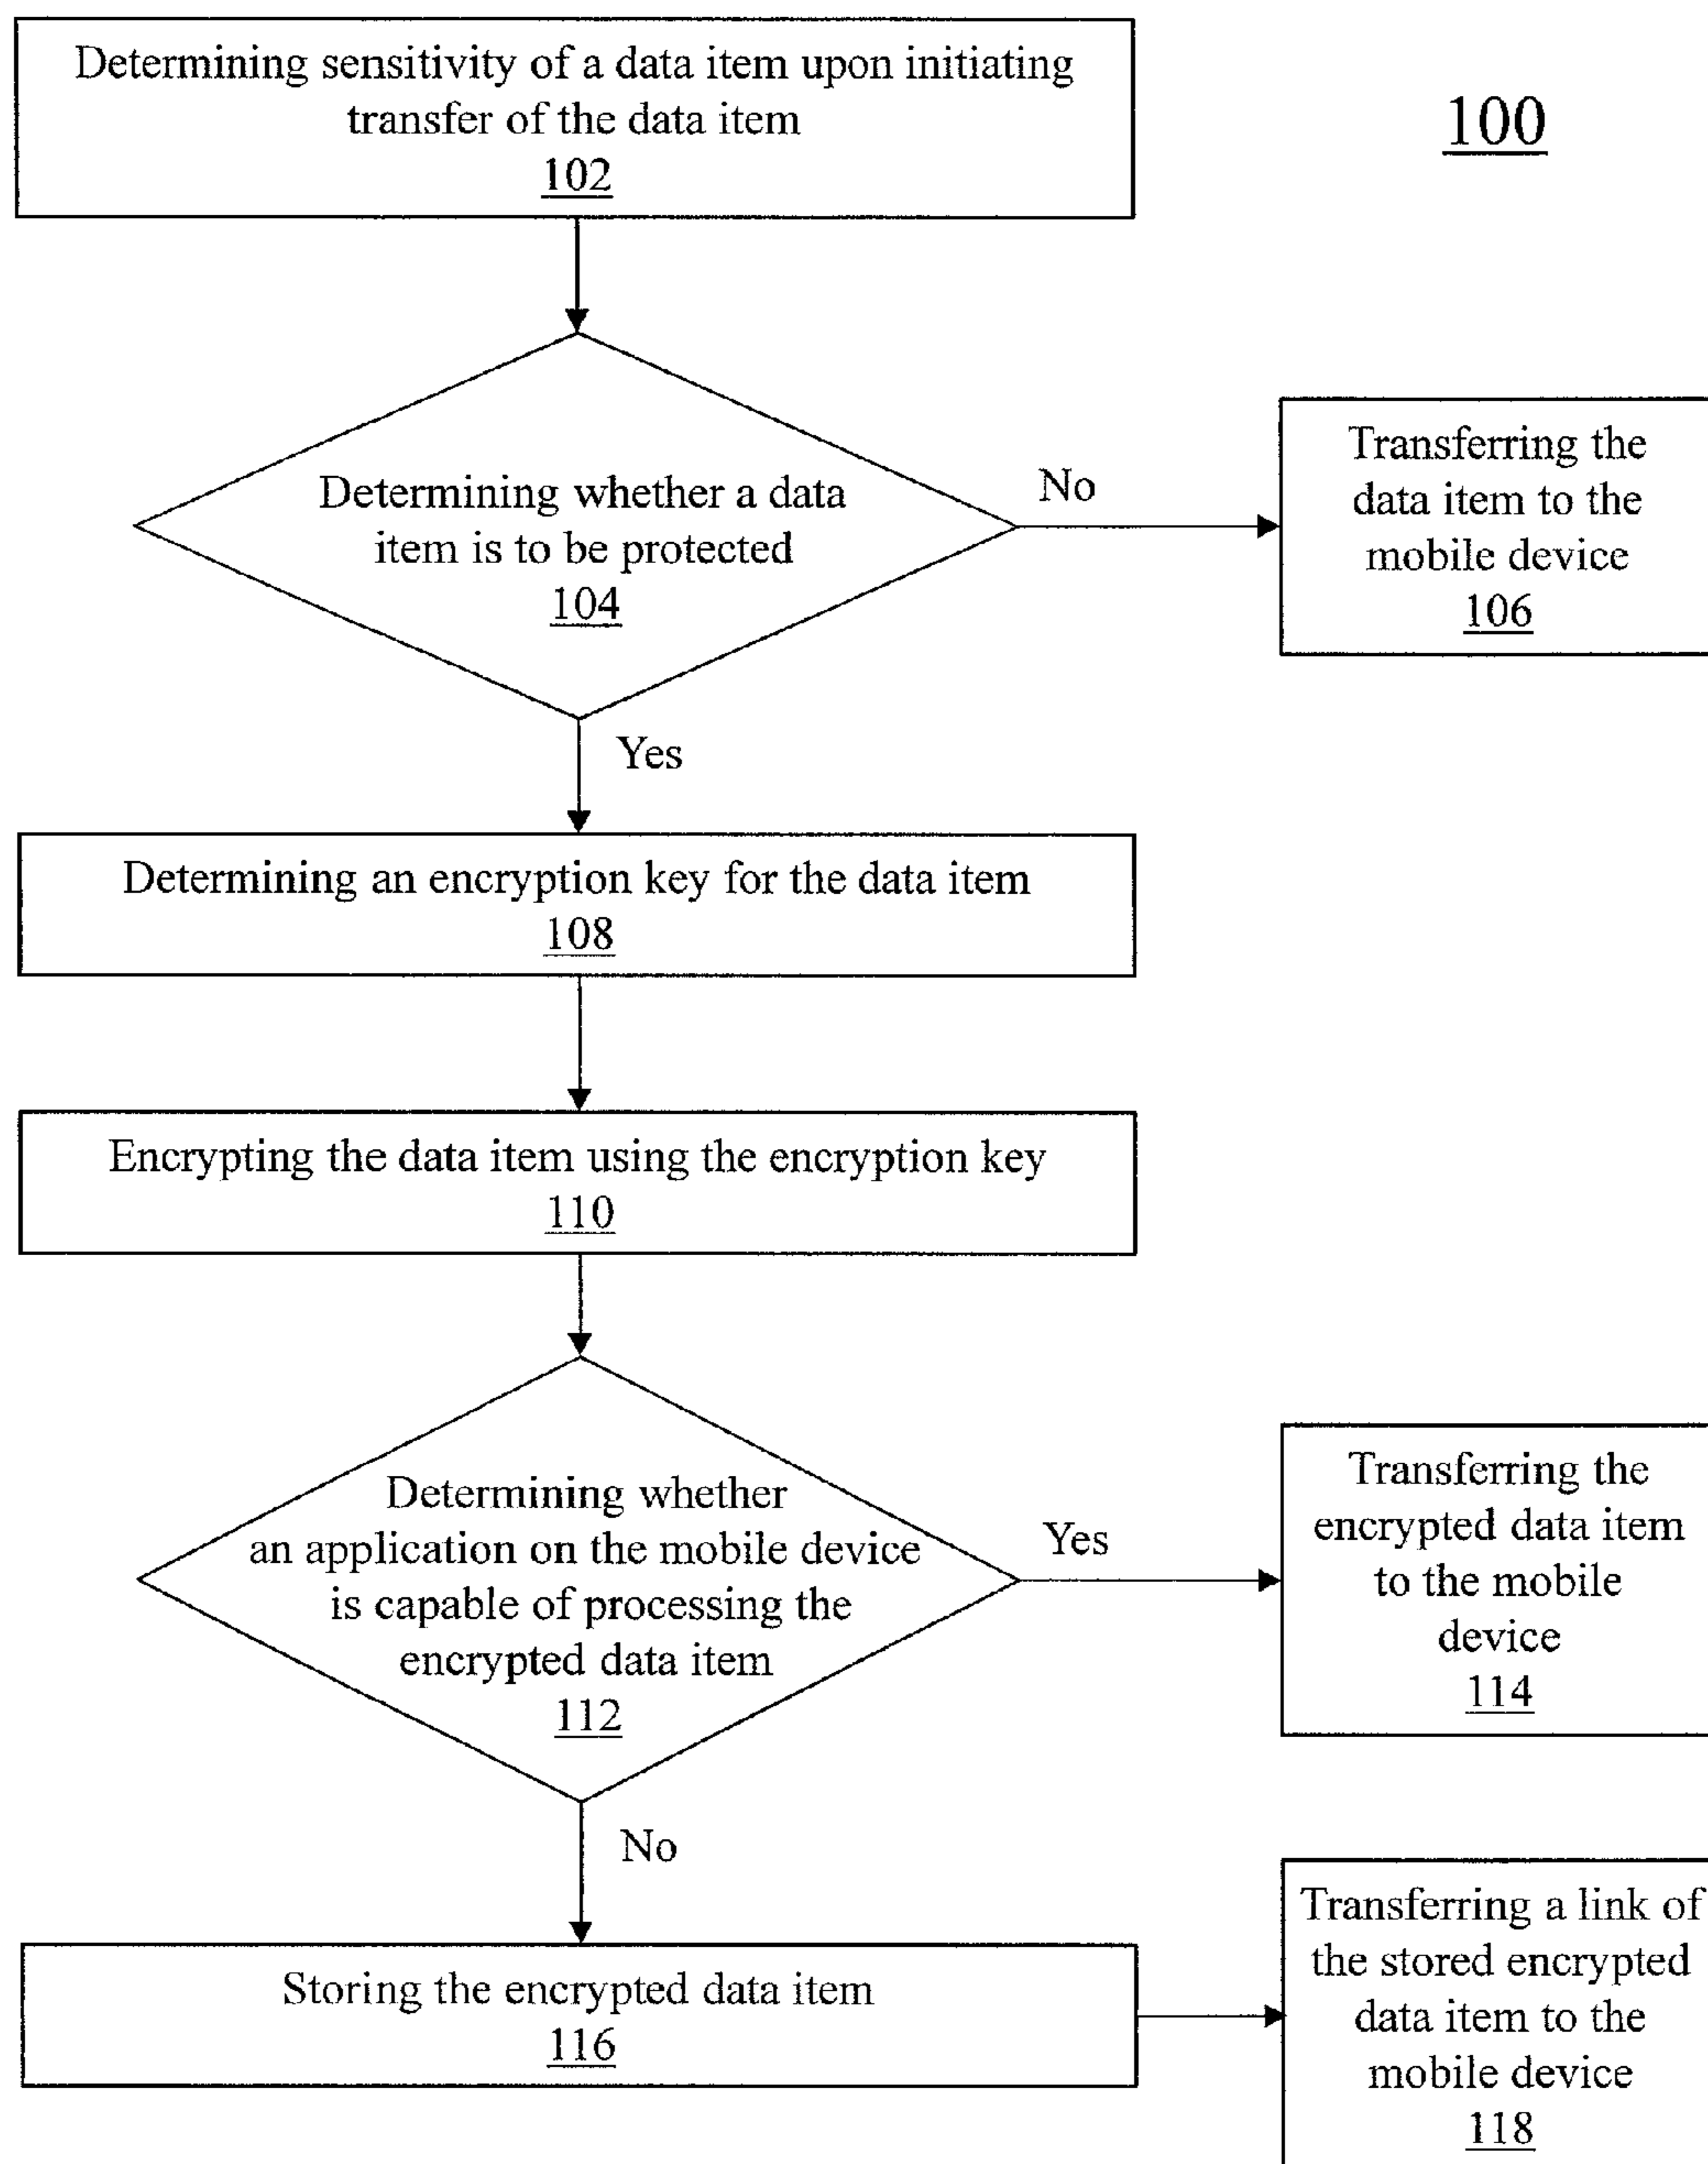 Determining sensitivity of a data item upon initiating
transfer of the data item
102
100
Determining whether a data
item is to be protected
104
No
Transferring the
data item to the
mobile device
106
Yes
Determining an encryption key for the data item
108
Encrypting the data item using the encryption key
110
Determining whether
an application on the mobile device
is capable of processing the
encrypted data item
112
Yes
Transferring the
encrypted data item
to the mobile
device
114
No
Storing the encrypted data item
116
Transferring a link of
the stored encrypted
data item to the
mobile device
118